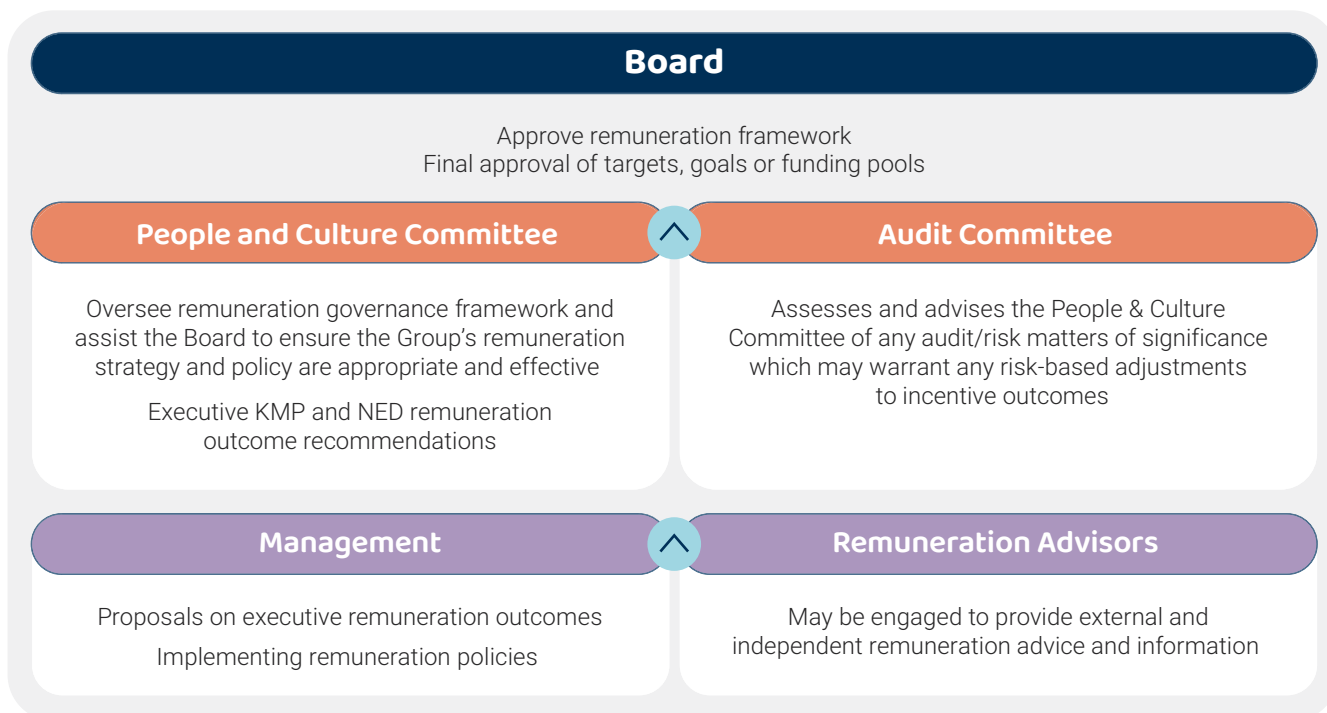 Board
Approve remuneration framework
Final approval of targets, goals or funding pools
People and Culture Committee
Oversee remuneration governance framework and
assist the Board to ensure the Group’s remuneration
strategy and policy are appropriate and effective
Executive KMP and NED remuneration
outcome recommendations
Audit Committee
Assesses and advises the People & Culture
Committee of any audit/risk matters of significance
which may warrant any risk-based adjustments
to incentive outcomes
Management
Proposals on executive remuneration outcomes
Implementing remuneration policies
Remuneration Advisors
May be engaged to provide external and
independent remuneration advice and information